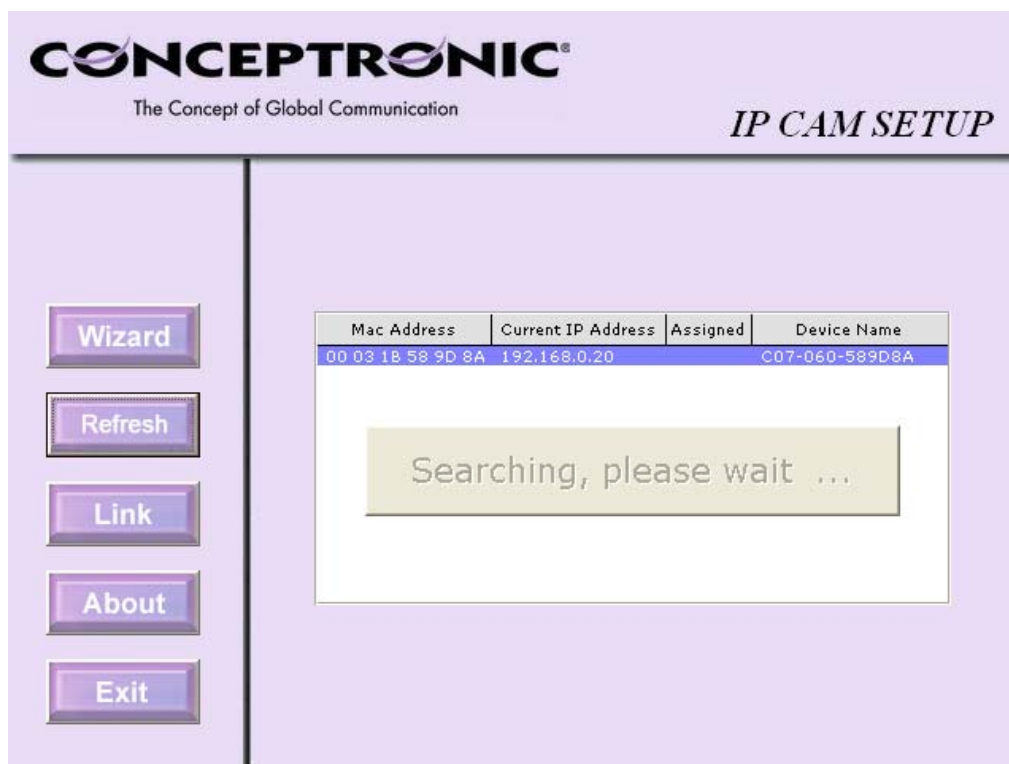 CONCEPTRONIC®
The Concept of Global Communication
IP CAM SETUP
Wizard
Refresh
Link
About
Exit
Mac Address Current IP Address Assigned Device Name
00 03 1B 58 9D 8A 192.168.0.20 C07-060-589D8A
Searching, please wait ...